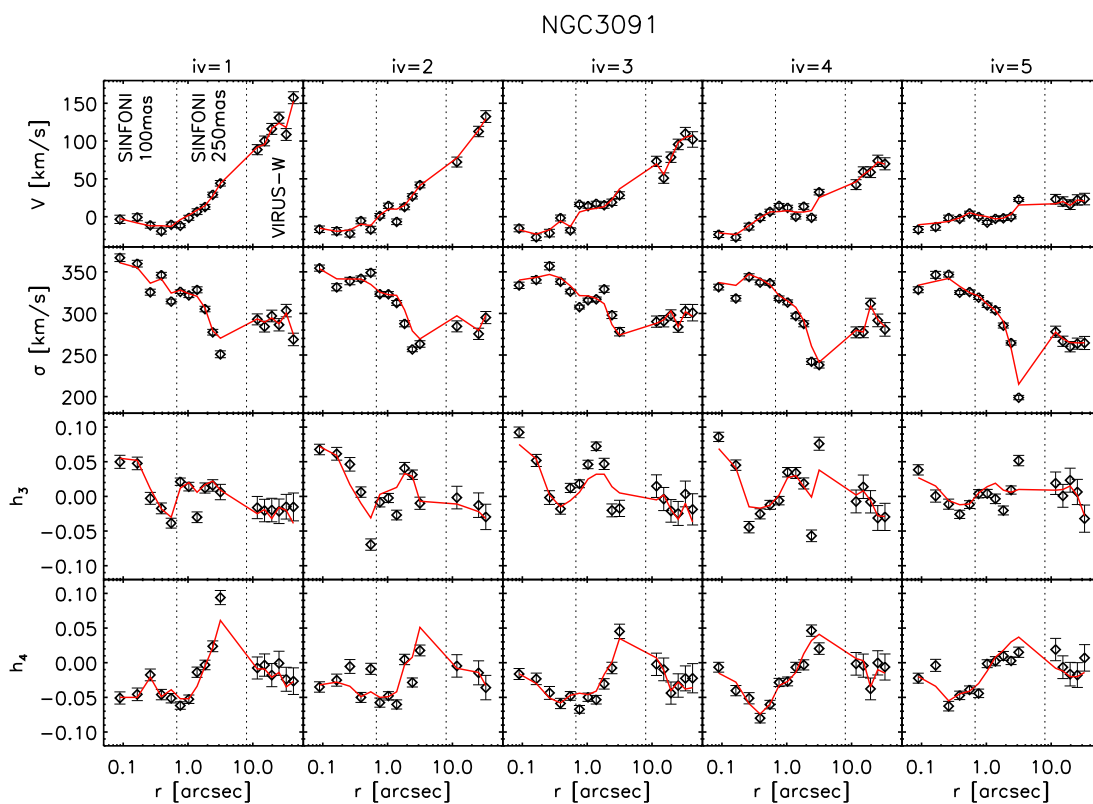 NGC3091
iv=1 iv=2 iv=3 iv=4 iv=5
SINFONI
100mas
SINFONI
250mas
VIRUS-W
V [km/s]
150
100
50
0
σ [km/s]
350
300
250
200
h3
0.10
0.05
0.00
-0.05
-0.10
h4
0.10
0.05
0.00
-0.05
-0.10
0.1 1.0 10.0 0.1 1.0 10.0 0.1 1.0 10.0 0.1 1.0 10.0 0.1 1.0 10.0
r [arcsec] r [arcsec] r [arcsec] r [arcsec] r [arcsec]